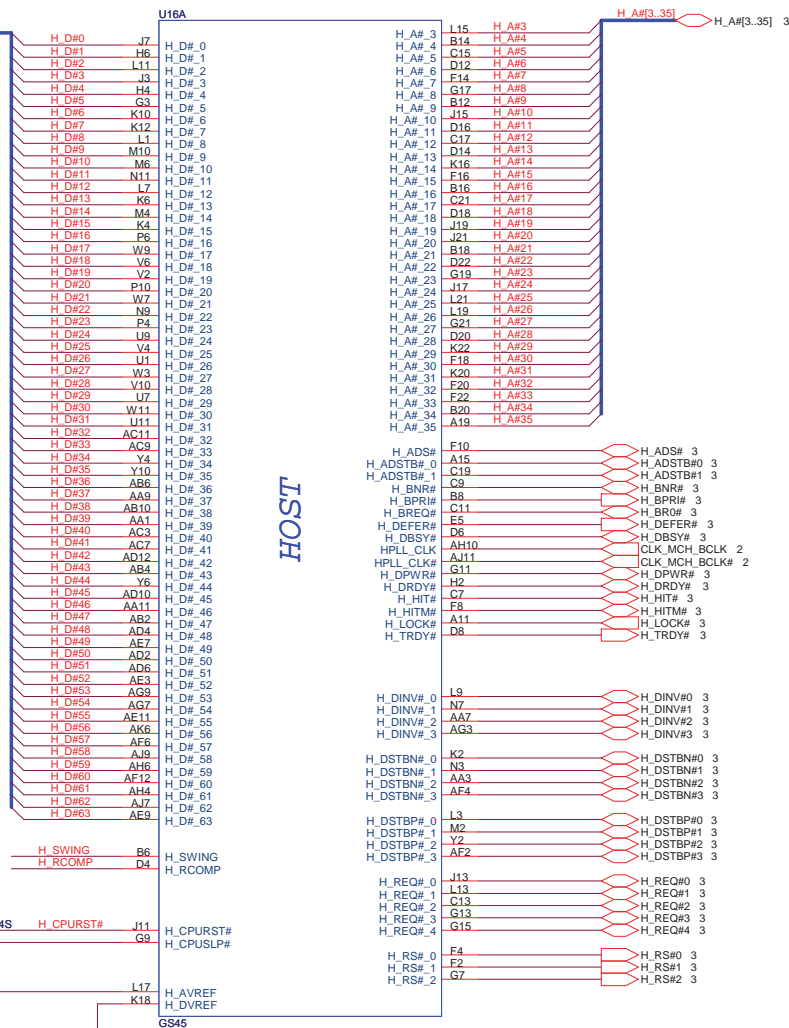 U16A
H_D#0 J7 H_D#_0
H_D#1 H6 H_D#_1
H_D#2 L11 H_D#_2
H_D#3 J3 H_D#_3
H_D#4 H4 H_D#_4
H_D#5 G3 H_D#_5
H_D#6 K10 H_D#_6
H_D#7 K12 H_D#_7
H_D#8 L1 H_D#_8
H_D#9 M10 H_D#_9
H_D#10 M6 H_D#_10
H_D#11 N11 H_D#_11
H_D#12 L7 H_D#_12
H_D#13 K6 H_D#_13
H_D#14 M4 H_D#_14
H_D#15 K4 H_D#_15
H_D#16 P6 H_D#_16
H_D#17 W9 H_D#_17
H_D#18 V6 H_D#_18
H_D#19 V2 H_D#_19
H_D#20 P10 H_D#_20
H_D#21 W7 H_D#_21
H_D#22 N9 H_D#_22
H_D#23 P4 H_D#_23
H_D#24 U9 H_D#_24
H_D#25 V4 H_D#_25
H_D#26 U1 H_D#_26
H_D#27 W3 H_D#_27
H_D#28 V10 H_D#_28
H_D#29 U7 H_D#_29
H_D#30 W11 H_D#_30
H_D#31 U11 H_D#_31
H_D#32 AC11 H_D#_32
H_D#33 AC9 H_D#_33
H_D#34 Y4 H_D#_34
H_D#35 Y10 H_D#_35
H_D#36 AB6 H_D#_36
H_D#37 AA9 H_D#_37
H_D#38 AB10 H_D#_38
H_D#39 AA1 H_D#_39
H_D#40 AC3 H_D#_40
H_D#41 AC7 H_D#_41
H_D#42 AD12 H_D#_42
H_D#43 AB4 H_D#_43
H_D#44 Y6 H_D#_44
H_D#45 AD10 H_D#_45
H_D#46 AA11 H_D#_46
H_D#47 AB2 H_D#_47
H_D#48 AD4 H_D#_48
H_D#49 AE7 H_D#_49
H_D#50 AD2 H_D#_50
H_D#51 AD6 H_D#_51
H_D#52 AE3 H_D#_52
H_D#53 AG9 H_D#_53
H_D#54 AG7 H_D#_54
H_D#55 AE11 H_D#_55
H_D#56 AK6 H_D#_56
H_D#57 AF6 H_D#_57
H_D#58 AJ9 H_D#_58
H_D#59 AH6 H_D#_59
H_D#60 AF12 H_D#_60
H_D#61 AH4 H_D#_61
H_D#62 AJ7 H_D#_62
H_D#63 AE9 H_D#_63
H_SWING B6 H_SWING
H_RCOMP D4 H_RCOMP
4S H_CPURST# J11 H_CPURST#
G9 H_CPUSLP#
L17 H_AVREF
K18 H_DVREF
GS45
HOST
H_A#[3..35] H_A#[3..35] 3
H_A#_3 L15 H_A#3
H_A#_4 B14 H_A#4
H_A#_5 C15 H_A#5
H_A#_6 D12 H_A#6
H_A#_7 F14 H_A#7
H_A#_8 G17 H_A#8
H_A#_9 B12 H_A#9
H_A#_10 J15 H_A#10
H_A#_11 D16 H_A#11
H_A#_12 C17 H_A#12
H_A#_13 D14 H_A#13
H_A#_14 K16 H_A#14
H_A#_15 F16 H_A#15
H_A#_16 B16 H_A#16
H_A#_17 C21 H_A#17
H_A#_18 D18 H_A#18
H_A#_19 J19 H_A#19
H_A#_20 J21 H_A#20
H_A#_21 B18 H_A#21
H_A#_22 D22 H_A#22
H_A#_23 G19 H_A#23
H_A#_24 J17 H_A#24
H_A#_25 L21 H_A#25
H_A#_26 L19 H_A#26
H_A#_27 G21 H_A#27
H_A#_28 D20 H_A#28
H_A#_29 K22 H_A#29
H_A#_30 F18 H_A#30
H_A#_31 K20 H_A#31
H_A#_32 F20 H_A#32
H_A#_33 F22 H_A#33
H_A#_34 B20 H_A#34
H_A#_35 A19 H_A#35
H_ADS# F10 H_ADS# 3
H_ADSTB#_0 A15 H_ADSTB#0 3
H_ADSTB#_1 C19 H_ADSTB#1 3
H_BNR# C9 H_BNR# 3
H_BPRI# B8 H_BPRI# 3
H_BREQ# C11 H_BR0# 3
H_DEFER# E5 H_DEFER# 3
H_DBSY# D6 H_DBSY# 3
HPLL_CLK AH10 CLK_MCH_BCLK 2
HPLL_CLK# AJ11 CLK_MCH_BCLK# 2
H_DPWR# G11 H_DPWR# 3
H_DRDY# H2 H_DRDY# 3
H_HIT# C7 H_HIT# 3
H_HITM# F8 H_HITM# 3
H_LOCK# A11 H_LOCK# 3
H_TRDY# D8 H_TRDY# 3
H_DINV#_0 L9 H_DINV#0 3
H_DINV#_1 N7 H_DINV#1 3
H_DINV#_2 AA7 H_DINV#2 3
H_DINV#_3 AG3 H_DINV#3 3
H_DSTBN#_0 K2 H_DSTBN#0 3
H_DSTBN#_1 N3 H_DSTBN#1 3
H_DSTBN#_2 AA3 H_DSTBN#2 3
H_DSTBN#_3 AF4 H_DSTBN#3 3
H_DSTBP#_0 L3 H_DSTBP#0 3
H_DSTBP#_1 M2 H_DSTBP#1 3
H_DSTBP#_2 Y2 H_DSTBP#2 3
H_DSTBP#_3 AF2 H_DSTBP#3 3
H_REQ#_0 J13 H_REQ#0 3
H_REQ#_1 L13 H_REQ#1 3
H_REQ#_2 C13 H_REQ#2 3
H_REQ#_3 G13 H_REQ#3 3
H_REQ#_4 G15 H_REQ#4 3
H_RS#_0 F4 H_RS#0 3
H_RS#_1 F2 H_RS#1 3
H_RS#_2 G7 H_RS#2 3